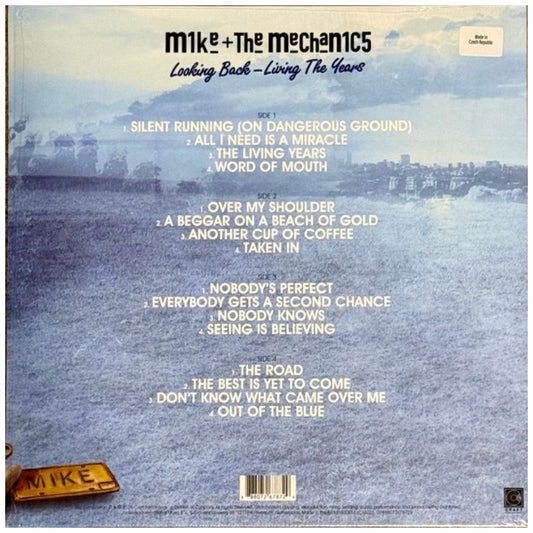 m1ke +The mechan1c5
Looking Back – Living The Years
Made in
Czech Republic
SIDE 1
1. SILENT RUNNING (ON DANGEROUS GROUND)
2. ALL I NEED IS A MIRACLE
3. THE LIVING YEARS
4. WORD OF MOUTH
SIDE 2
1. OVER MY SHOULDER
2. A BEGGAR ON A BEACH OF GOLD
3. ANOTHER CUP OF COFFEE
4. TAKEN IN
SIDE 3
1. NOBODY'S PERFECT
2. EVERYBODY GETS A SECOND CHANCE
3. NOBODY KNOWS
4. SEEING IS BELIEVING
SIDE 4
1. THE ROAD
2. THE BEST IS YET TO COME
3. DON'T KNOW WHAT CAME OVER ME
4. OUT OF THE BLUE
MIKE